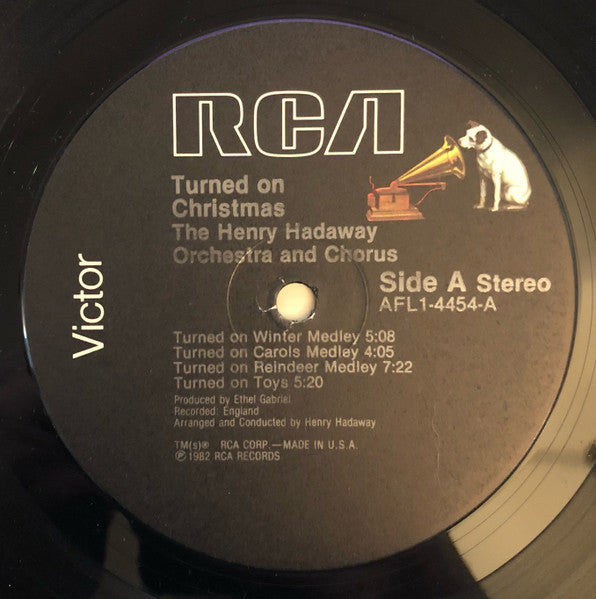 RCA
Turned on
Christmas
The Henry Hadaway
Orchestra and Chorus
Side A Stereo
AFL1-4454-A
Victor
Turned on Winter Medley 5:08
Turned on Carols Medley 4:05
Turned on Reindeer Medley 7:22
Turned on Toys 5:20
Produced by Ethel Gabriel
Recorded: England
Arranged and Conducted by Henry Hadaway
TM(s)® RCA CORP.—MADE IN U.S.A.
℗ 1982 RCA RECORDS